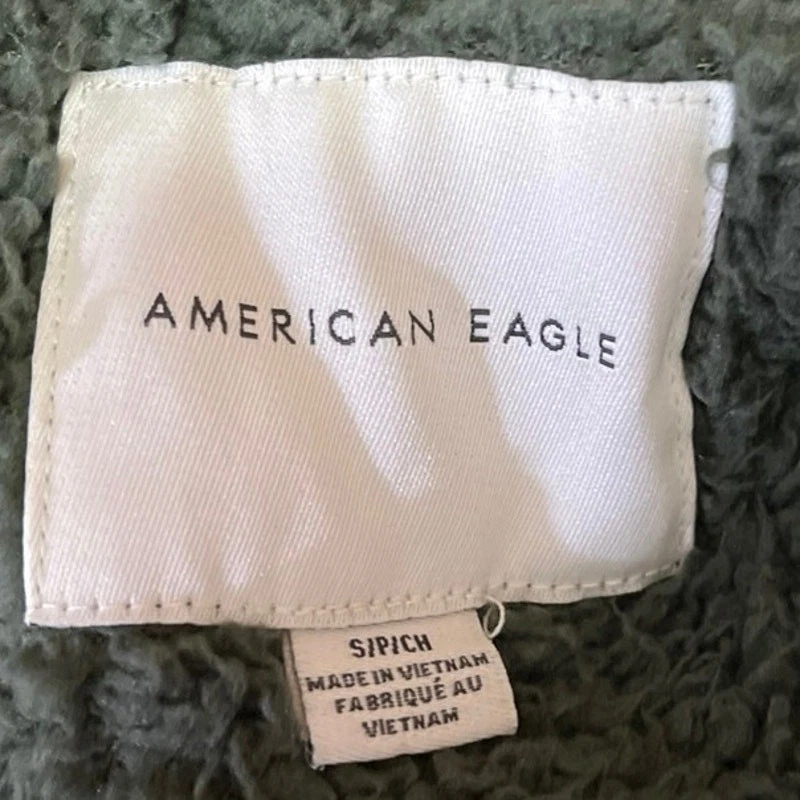 AMERICAN EAGLE
S/P/CH
MADE IN VIETNAM
FABRIQUÉ AU
VIETNAM